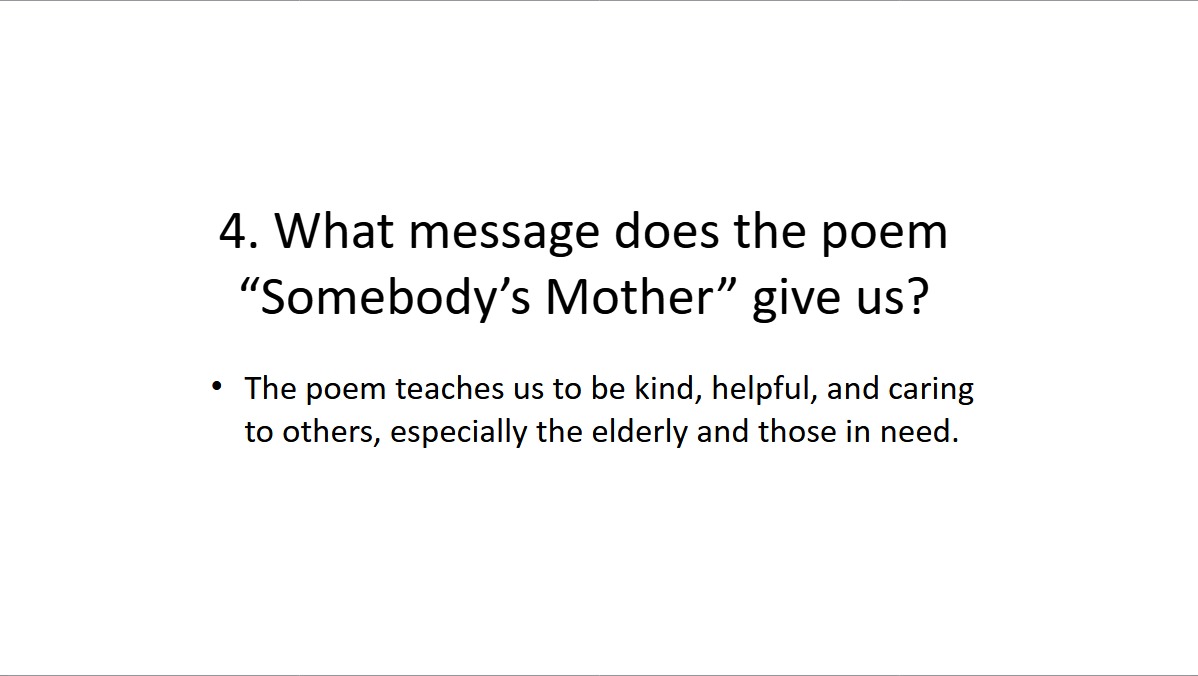 4. What message does the poem
“Somebody’s Mother” give us?
• The poem teaches us to be kind, helpful, and caring
to others, especially the elderly and those in need.